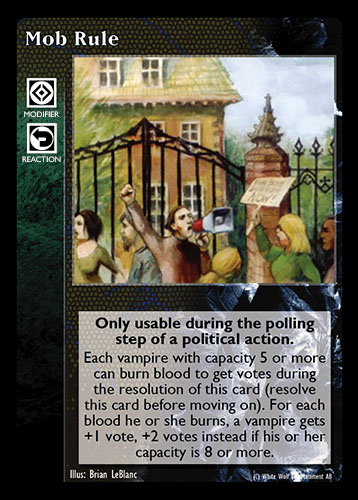 Mob Rule
MODIFIER
REACTION
Only usable during the polling
step of a political action.
Each vampire with capacity 5 or more
can burn blood to get votes during
the resolution of this card (resolve
this card before moving on). For each
blood he or she burns, a vampire gets
+1 vote, +2 votes instead if his or her
capacity is 8 or more.
Illus: Brian LeBlanc
(C) White Wolf Entertainment AB